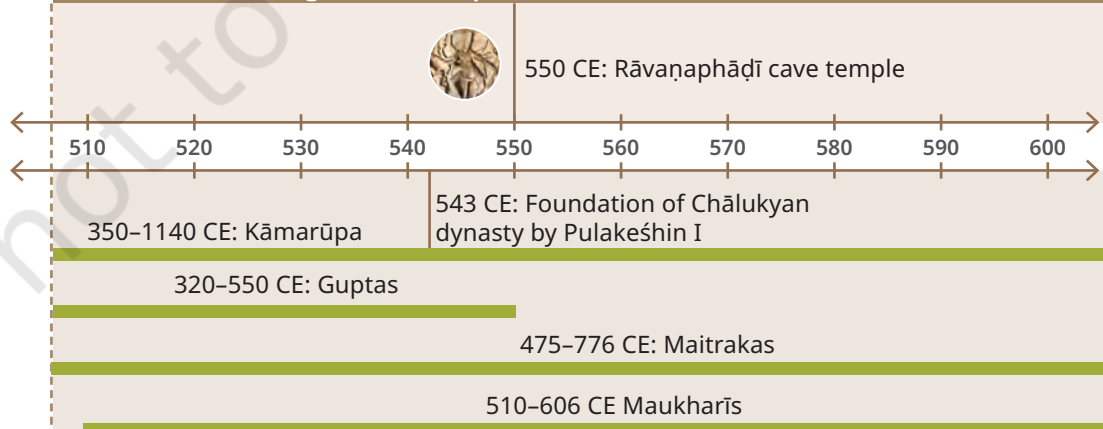 not to
550 CE: Rāvaṇaphāḍī cave temple
510 520 530 540 550 560 570 580 590 600
543 CE: Foundation of Chālukyan
dynasty by Pulakeśhin I
350–1140 CE: Kāmarūpa
320–550 CE: Guptas
475–776 CE: Maitrakas
510–606 CE Maukharīs